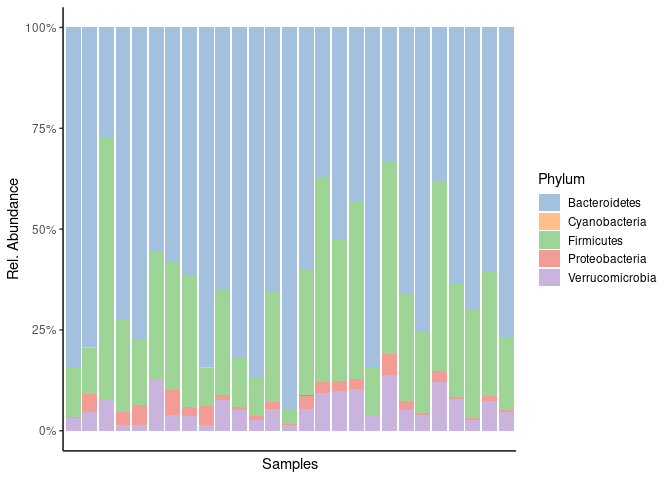 100%
75%
50%
25%
0%
Rel. Abundance
Samples
Phylum
Bacteroidetes
Cyanobacteria
Firmicutes
Proteobacteria
Verrucomicrobia